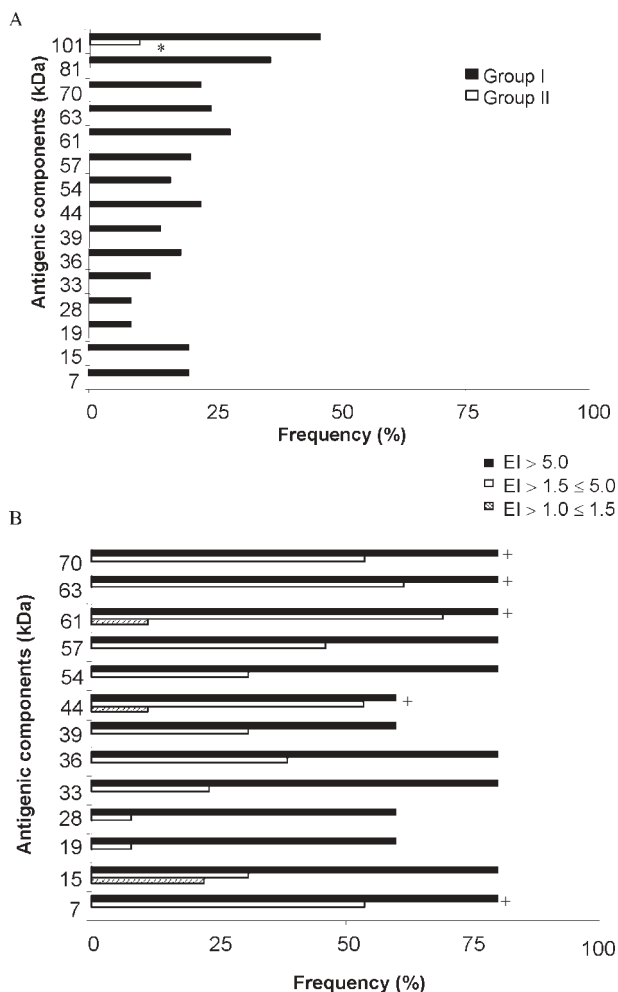 A
Antigenic components (kDa)
101
81
70
63
61
57
54
44
39
36
33
28
19
15
7
*
Group I
Group II
0 25 50 75 100
Frequency (%)
EI > 5.0
EI > 1.5 ≤ 5.0
EI > 1.0 ≤ 1.5
B
Antigenic components (kDa)
70 +
63 +
61 +
57
54
44 +
39
36
33
28
19
15
7 +
0 25 50 75 100
Frequency (%)